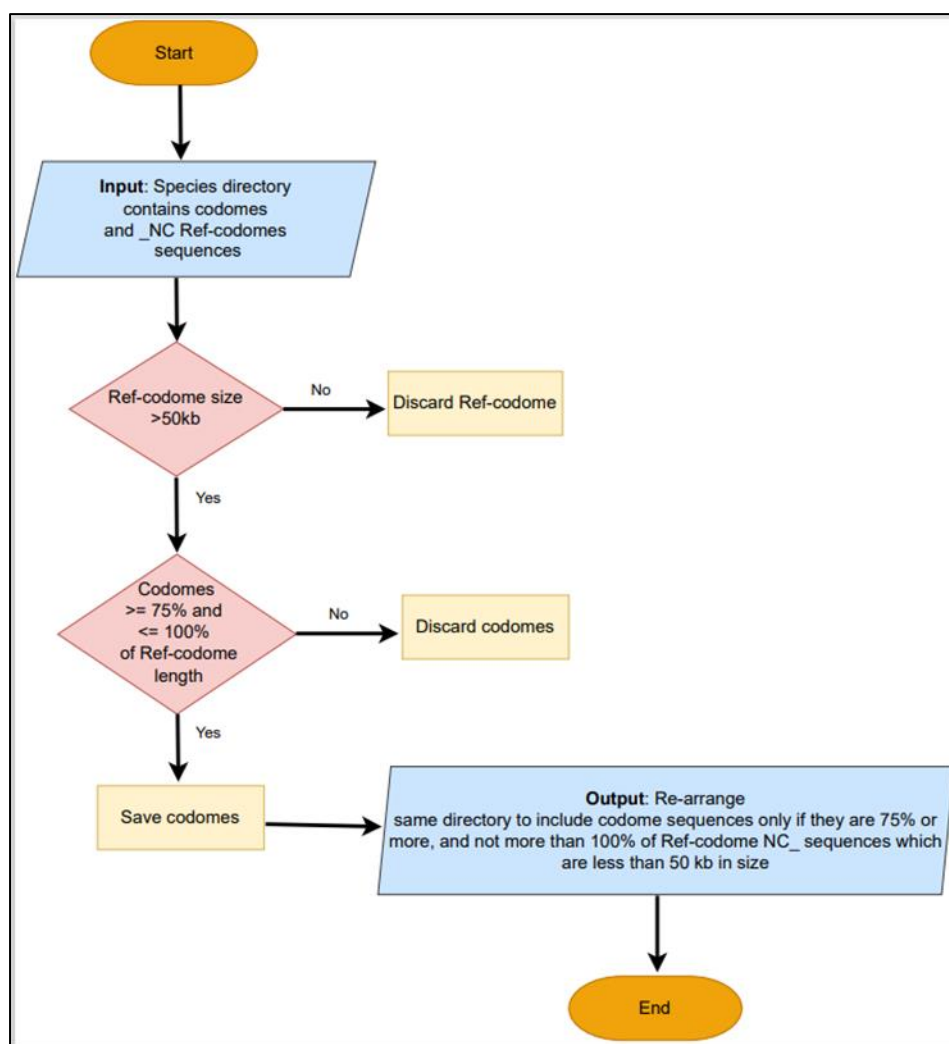 Start
Input: Species directory
contains codomes
and _NC Ref-codomes
sequences
Ref-codome size
>50kb
No
Discard Ref-codome
Yes
Codomes
>= 75% and
<= 100%
of Ref-codome
length
No
Discard codomes
Yes
Save codomes
Output: Re-arrange
same directory to include codome sequences only if they are 75% or
more, and not more than 100% of Ref-codome NC_ sequences which
are less than 50 kb in size
End